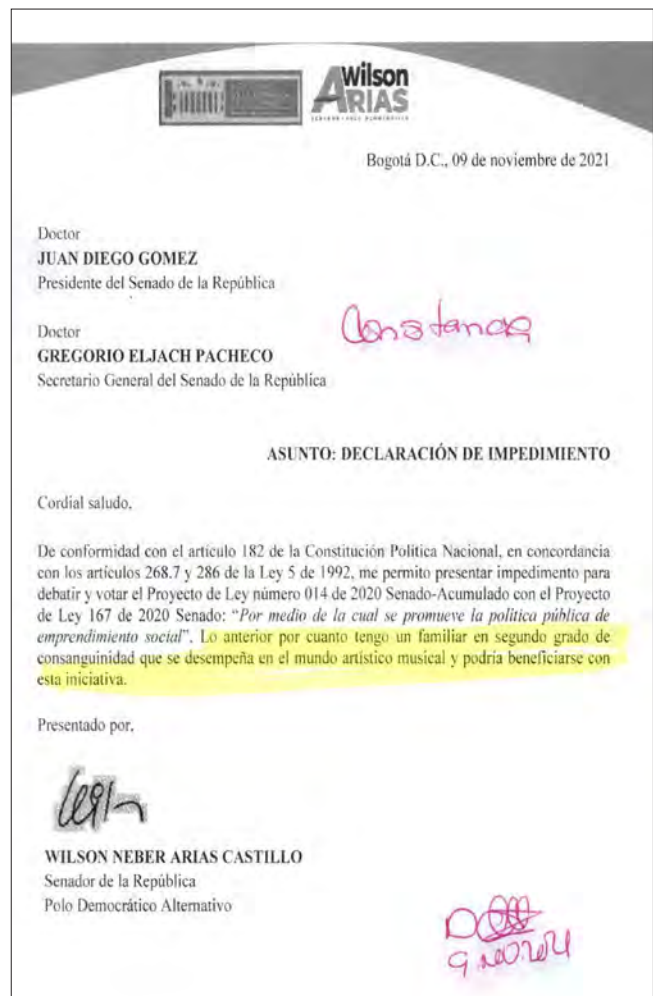 Wilson
ARIAS
Bogotá D.C., 09 de noviembre de 2021
Doctor
JUAN DIEGO GOMEZ
Presidente del Senado de la República
Constancia
Doctor
GREGORIO ELJACH PACHECO
Secretario General del Senado de la República
ASUNTO: DECLARACIÓN DE IMPEDIMIENTO
Cordial saludo,
De conformidad con el artículo 182 de la Constitución Política Nacional, en concordancia
con los artículos 268.7 y 286 de la Ley 5 de 1992, me permito presentar impedimento para
debatir y votar el Proyecto de Ley número 014 de 2020 Senado-Acumulado con el Proyecto
de Ley 167 de 2020 Senado: “Por medio de la cual se promueve la política pública de
emprendimiento social”. Lo anterior por cuanto tengo un familiar en segundo grado de
consanguinidad que se desempeña en el mundo artístico musical y podría beneficiarse con
esta iniciativa.
Presentado por,
WILSON NEBER ARIAS CASTILLO
Senador de la República
Polo Democrático Alternativo